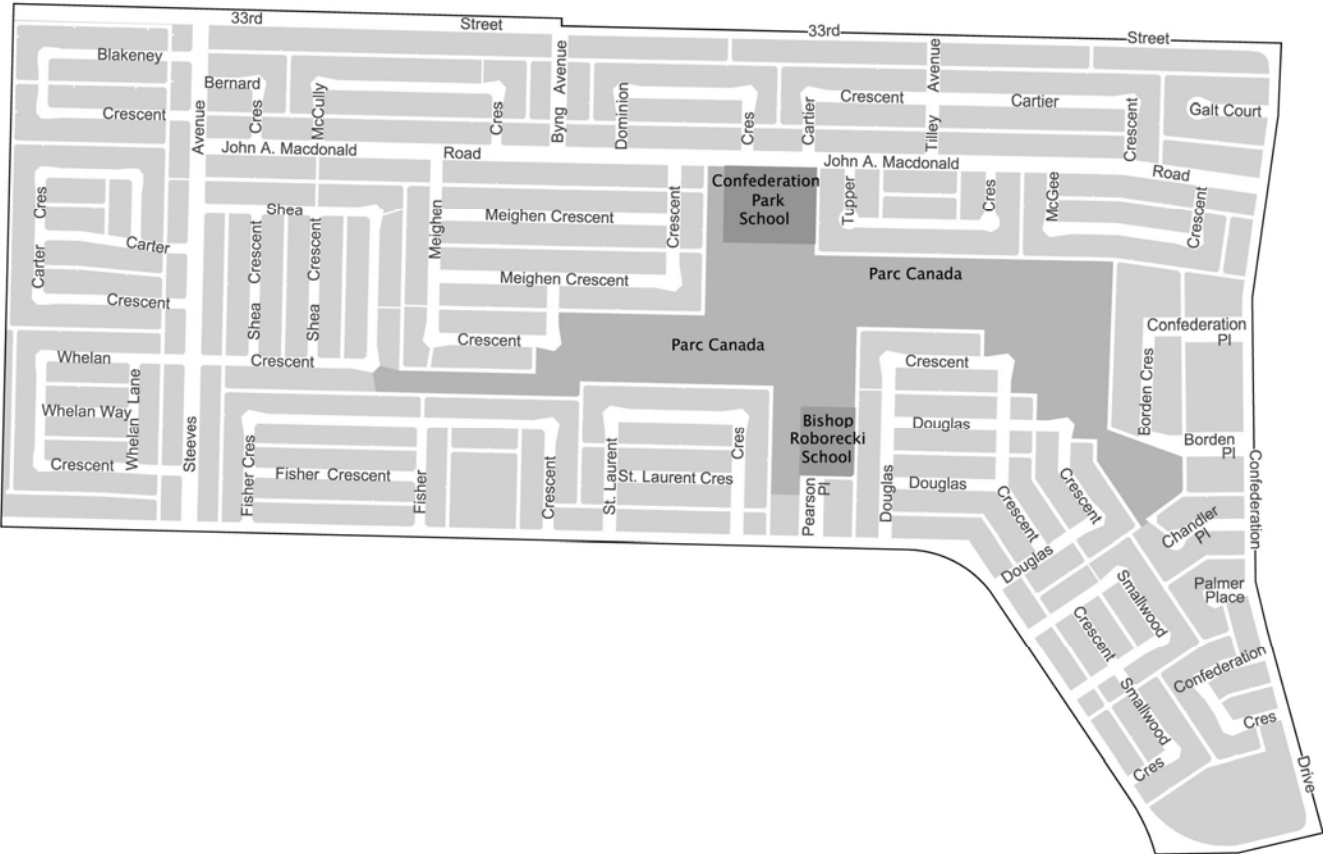 33rd
Street
33rd
Street
Blakeney
Crescent
Avenue
Bernard
Cres
McCully
Cres
Byng Avenue
Dominion
Cres
Cartier
Crescent
Tilley Avenue
Cartier
Crescent
Galt Court
John A. Macdonald
Road
John A. Macdonald
Road
Cres
Carter
Carter
Crescent
Shea
Shea Crescent
Shea Crescent
Crescent
Meighen
Meighen Crescent
Meighen Crescent
Crescent
Crescent
Confederation
Park
School
Tupper
Cres
McGee
Crescent
Parc Canada
Parc Canada
Confederation
Pl
Borden Cres
Borden
Pl
Whelan
Whelan Way
Whelan Lane
Crescent
Steeves
Fisher Cres
Fisher Crescent
Fisher
Crescent
St. Laurent
St. Laurent Cres
Cres
Bishop
Roborecki
School
Pearson
Pl
Douglas
Crescent
Douglas
Douglas
Crescent
Crescent
Douglas
Chandler
Pl
Palmer
Place
Confederation
Smallwood
Crescent
Smallwood
Cres
Confederation
Cres
Drive